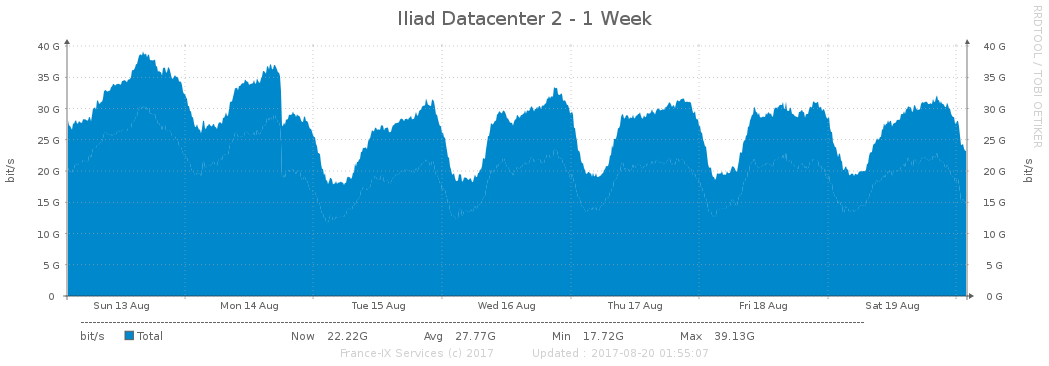 Iliad Datacenter 2 - 1 Week
RRDTOOL / TOBI OETIKER
40 G 40 G
35 G 35 G
30 G 30 G
25 G 25 G
20 G 20 G
15 G 15 G
10 G 10 G
5 G 5 G
0 0 G
bit/s bit/s
Sun 13 Aug Mon 14 Aug Tue 15 Aug Wed 16 Aug Thu 17 Aug Fri 18 Aug Sat 19 Aug
bit/s Total Now 22.22G Avg 27.77G Min 17.72G Max 39.13G
France-IX Services (c) 2017 Updated : 2017-08-20 01:55:07